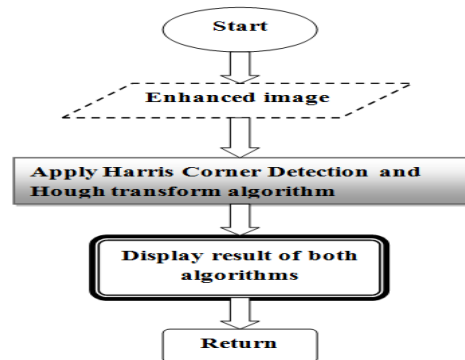 Start
Enhanced image
Apply Harris Corner Detection and
Hough transform algorithm
Display result of both
algorithms
Return